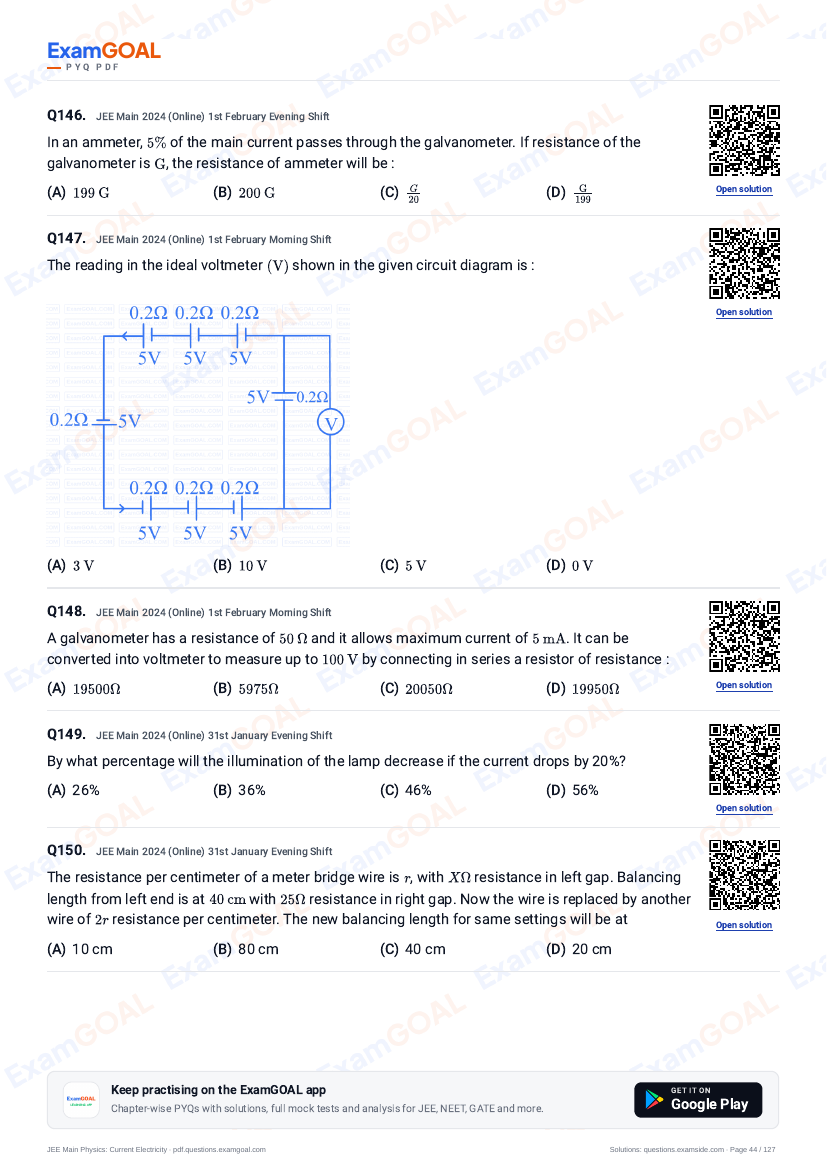 ExamGOAL
PYQ PDF
Q146. JEE Main 2024 (Online) 1st February Evening Shift
In an ammeter, 5% of the main current passes through the galvanometer. If resistance of the
galvanometer is G, the resistance of ammeter will be :
(A) 199 G (B) 200 G (C) G/20 (D) G/199
Open solution
Q147. JEE Main 2024 (Online) 1st February Morning Shift
The reading in the ideal voltmeter (V) shown in the given circuit diagram is :
Open solution
0.2Ω 0.2Ω 0.2Ω
5V 5V 5V
5V 0.2Ω
0.2Ω 5V V
0.2Ω 0.2Ω 0.2Ω
5V 5V 5V
(A) 3 V (B) 10 V (C) 5 V (D) 0 V
Q148. JEE Main 2024 (Online) 1st February Morning Shift
A galvanometer has a resistance of 50 Ω and it allows maximum current of 5 mA. It can be
converted into voltmeter to measure up to 100 V by connecting in series a resistor of resistance :
(A) 19500Ω (B) 5975Ω (C) 20050Ω (D) 19950Ω
Open solution
Q149. JEE Main 2024 (Online) 31st January Evening Shift
By what percentage will the illumination of the lamp decrease if the current drops by 20%?
(A) 26% (B) 36% (C) 46% (D) 56%
Open solution
Q150. JEE Main 2024 (Online) 31st January Evening Shift
The resistance per centimeter of a meter bridge wire is r, with XΩ resistance in left gap. Balancing
length from left end is at 40 cm with 25Ω resistance in right gap. Now the wire is replaced by another
wire of 2r resistance per centimeter. The new balancing length for same settings will be at
(A) 10 cm (B) 80 cm (C) 40 cm (D) 20 cm
Open solution
Keep practising on the ExamGOAL app
Chapter-wise PYQs with solutions, full mock tests and analysis for JEE, NEET, GATE and more.
GET IT ON
Google Play
JEE Main Physics: Current Electricity · pdf.questions.examgoal.com
Solutions: questions.examside.com · Page 44 / 127